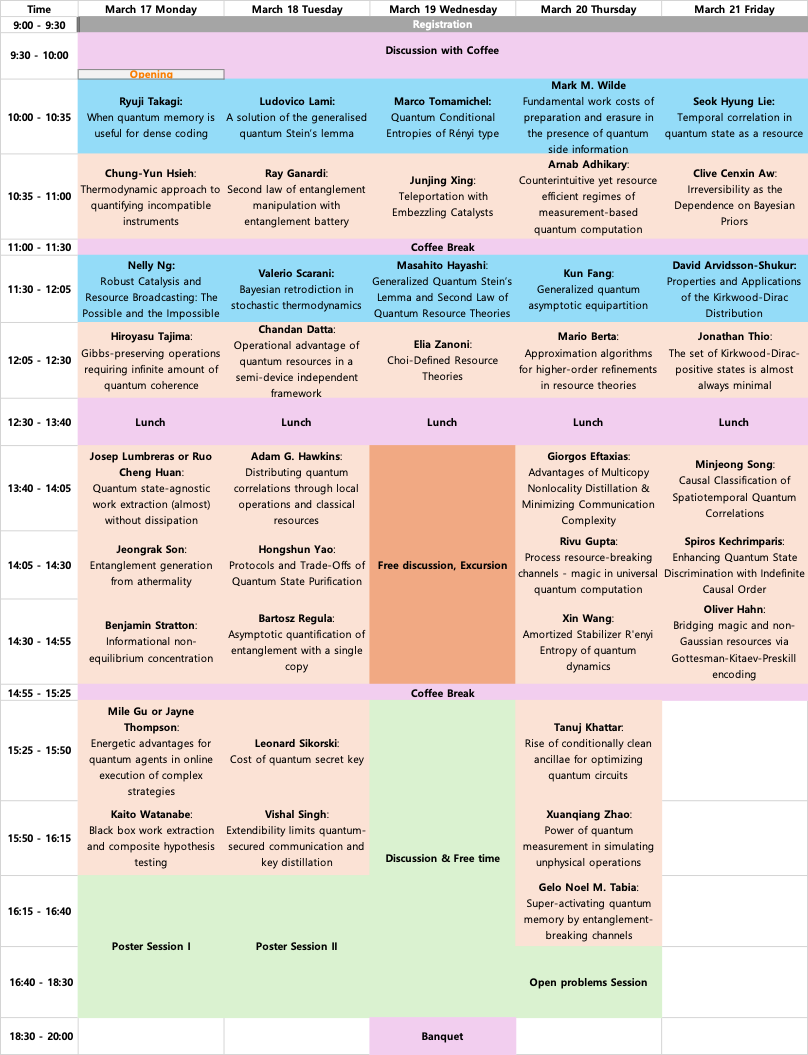 Time
March 17 Monday
March 18 Tuesday
March 19 Wednesday
March 20 Thursday
March 21 Friday
9:00 - 9:30
Registration
9:30 - 10:00
Discussion with Coffee
Opening
10:00 - 10:35
Ryuji Takagi:
When quantum memory is
useful for dense coding
Ludovico Lami:
A solution of the generalised
quantum Stein's lemma
Marco Tomamichel:
Quantum Conditional
Entropies of Rényi type
Mark M. Wilde
Fundamental work costs of
preparation and erasure in
the presence of quantum
side information
Seok Hyung Lie:
Temporal correlation in
quantum state as a resource
10:35 - 11:00
Chung-Yun Hsieh:
Thermodynamic approach to
quantifying incompatible
instruments
Ray Ganardi:
Second law of entanglement
manipulation with
entanglement battery
Junjing Xing:
Teleportation with
Embezzling Catalysts
Arnab Adhikary:
Counterintuitive yet resource
efficient regimes of
measurement-based
quantum computation
Clive Cenxin Aw:
Irreversibility as the
Dependence on Bayesian
Priors
11:00 - 11:30
Coffee Break
11:30 - 12:05
Nelly Ng:
Robust Catalysis and
Resource Broadcasting: The
Possible and the Impossible
Valerio Scarani:
Bayesian retrodiction in
stochastic thermodynamics
Masahito Hayashi:
Generalized Quantum Stein's
Lemma and Second Law of
Quantum Resource Theories
Kun Fang:
Generalized quantum
asymptotic equipartition
David Arvidsson-Shukur:
Properties and Applications
of the Kirkwood-Dirac
Distribution
12:05 - 12:30
Hiroyasu Tajima:
Gibbs-preserving operations
requiring infinite amount of
quantum coherence
Chandan Datta:
Operational advantage of
quantum resources in a
semi-device independent
framework
Elia Zanoni:
Choi-Defined Resource
Theories
Mario Berta:
Approximation algorithms
for higher-order refinements
in resource theories
Jonathan Thio:
The set of Kirkwood-Dirac-
positive states is almost
always minimal
12:30 - 13:40
Lunch
Lunch
Lunch
Lunch
Lunch
13:40 - 14:05
Josep Lumbreras or Ruo
Cheng Huan:
Quantum state-agnostic
work extraction (almost)
without dissipation
Adam G. Hawkins:
Distributing quantum
correlations through local
operations and classical
resources
Free discussion, Excursion
Giorgos Eftaxias:
Advantages of Multicopy
Nonlocality Distillation &
Minimizing Communication
Complexity
Minjeong Song:
Causal Classification of
Spatiotemporal Quantum
Correlations
14:05 - 14:30
Jeongrak Son:
Entanglement generation
from athermality
Hongshun Yao:
Protocols and Trade-Offs of
Quantum State Purification
Rivu Gupta:
Process resource-breaking
channels - magic in universal
quantum computation
Spiros Kechrimparis:
Enhancing Quantum State
Discrimination with Indefinite
Causal Order
14:30 - 14:55
Benjamin Stratton:
Informational non-
equilibrium concentration
Bartosz Regula:
Asymptotic quantification of
entanglement with a single
copy
Xin Wang:
Amortized Stabilizer R'enyi
Entropy of quantum
dynamics
Oliver Hahn:
Bridging magic and non-
Gaussian resources via
Gottesman-Kitaev-Preskill
encoding
14:55 - 15:25
Coffee Break
15:25 - 15:50
Mile Gu or Jayne
Thompson:
Energetic advantages for
quantum agents in online
execution of complex
strategies
Leonard Sikorski:
Cost of quantum secret key
Discussion & Free time
Tanuj Khattar:
Rise of conditionally clean
ancillae for optimizing
quantum circuits
15:50 - 16:15
Kaito Watanabe:
Black box work extraction
and composite hypothesis
testing
Vishal Singh:
Extendibility limits quantum-
secured communication and
key distillation
Xuanqiang Zhao:
Power of quantum
measurement in simulating
unphysical operations
16:15 - 16:40
Poster Session I
Poster Session II
Gelo Noel M. Tabia:
Super-activating quantum
memory by entanglement-
breaking channels
16:40 - 18:30
Open problems Session
18:30 - 20:00
Banquet